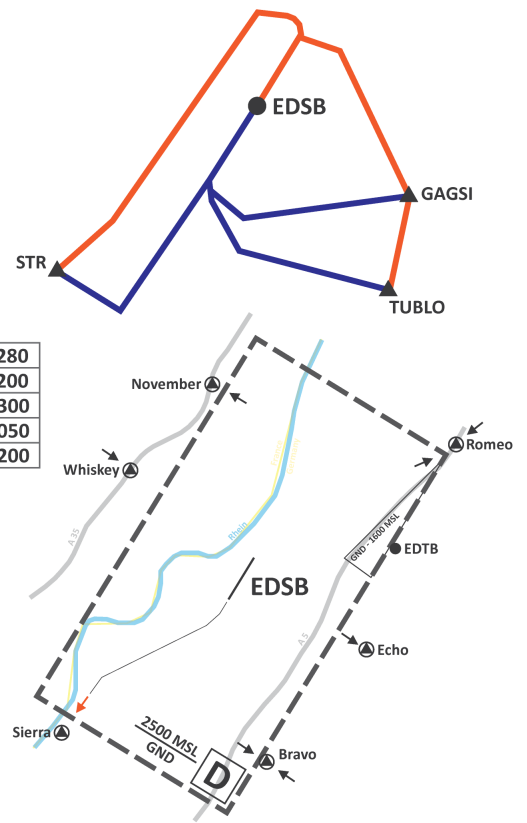 EDSB
GAGSI
STR
TUBLO
280
200
300
050
200
November
Romeo
Whiskey
A 35
Rhein
GND - 1600 MSL
EDTB
EDSB
A 5
Echo
Sierra
2500 MSL
GND
Bravo
D